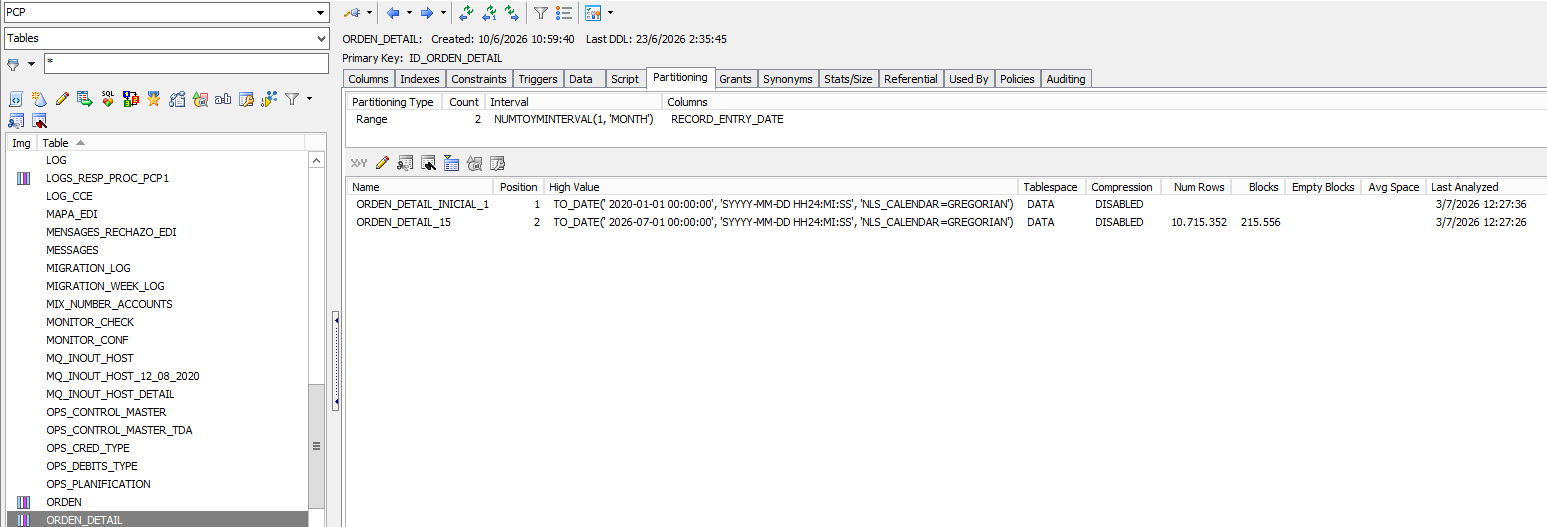 PCP
Tables
*
Img Table
LOG
LOGS_RESP_PROC_PCP1
LOG_CCE
MAPA_EDI
MENSAGES_RECHAZO_EDI
MESSAGES
MIGRATION_LOG
MIGRATION_WEEK_LOG
MIX_NUMBER_ACCOUNTS
MONITOR_CHECK
MONITOR_CONF
MQ_INOUT_HOST
MQ_INOUT_HOST_12_08_2020
MQ_INOUT_HOST_DETAIL
OPS_CONTROL_MASTER
OPS_CONTROL_MASTER_TDA
OPS_CRED_TYPE
OPS_DEBITS_TYPE
OPS_PLANIFICATION
ORDEN
ORDEN_DETAIL
ORDEN_DETAIL: Created: 10/6/2026 10:59:40 Last DDL: 23/6/2026 2:35:45
Primary Key: ID_ORDEN_DETAIL
Columns Indexes Constraints Triggers Data Script Partitioning Grants Synonyms Stats/Size Referential Used By Policies Auditing
Partitioning Type Count Interval Columns
Range 2 NUMTOYMINTERVAL(1, 'MONTH') RECORD_ENTRY_DATE
Name Position High Value Tablespace Compression Num Rows Blocks Empty Blocks Avg Space Last Analyzed
ORDEN_DETAIL_INICIAL_1 1 TO_DATE(' 2020-01-01 00:00:00', 'SYYYY-MM-DD HH24:MI:SS', 'NLS_CALENDAR=GREGORIAN') DATA DISABLED 3/7/2026 12:27:36
ORDEN_DETAIL_15 2 TO_DATE(' 2026-07-01 00:00:00', 'SYYYY-MM-DD HH24:MI:SS', 'NLS_CALENDAR=GREGORIAN') DATA DISABLED 10.715.352 215.556 3/7/2026 12:27:26